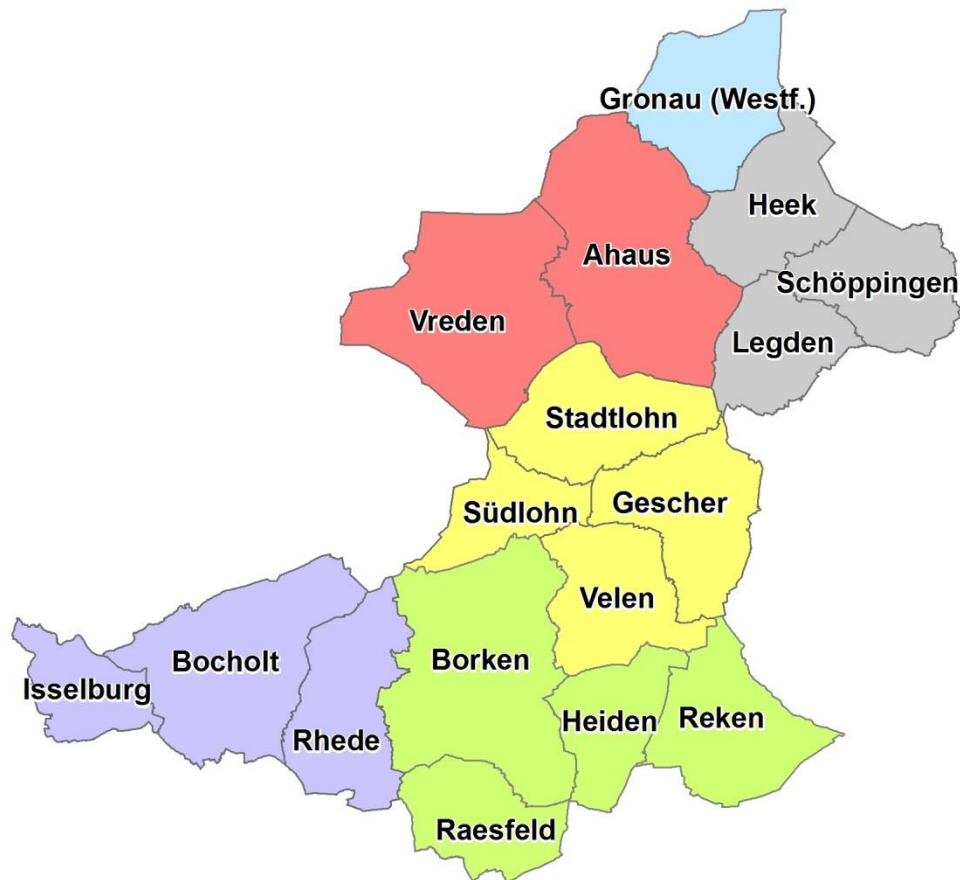 Gronau (Westf.)
Heek
Ahaus
Schöppingen
Vreden
Legden
Stadtlohn
Gescher
Südlohn
Velen
Borken
Bocholt
Isselburg
Heiden
Reken
Rhede
Raesfeld